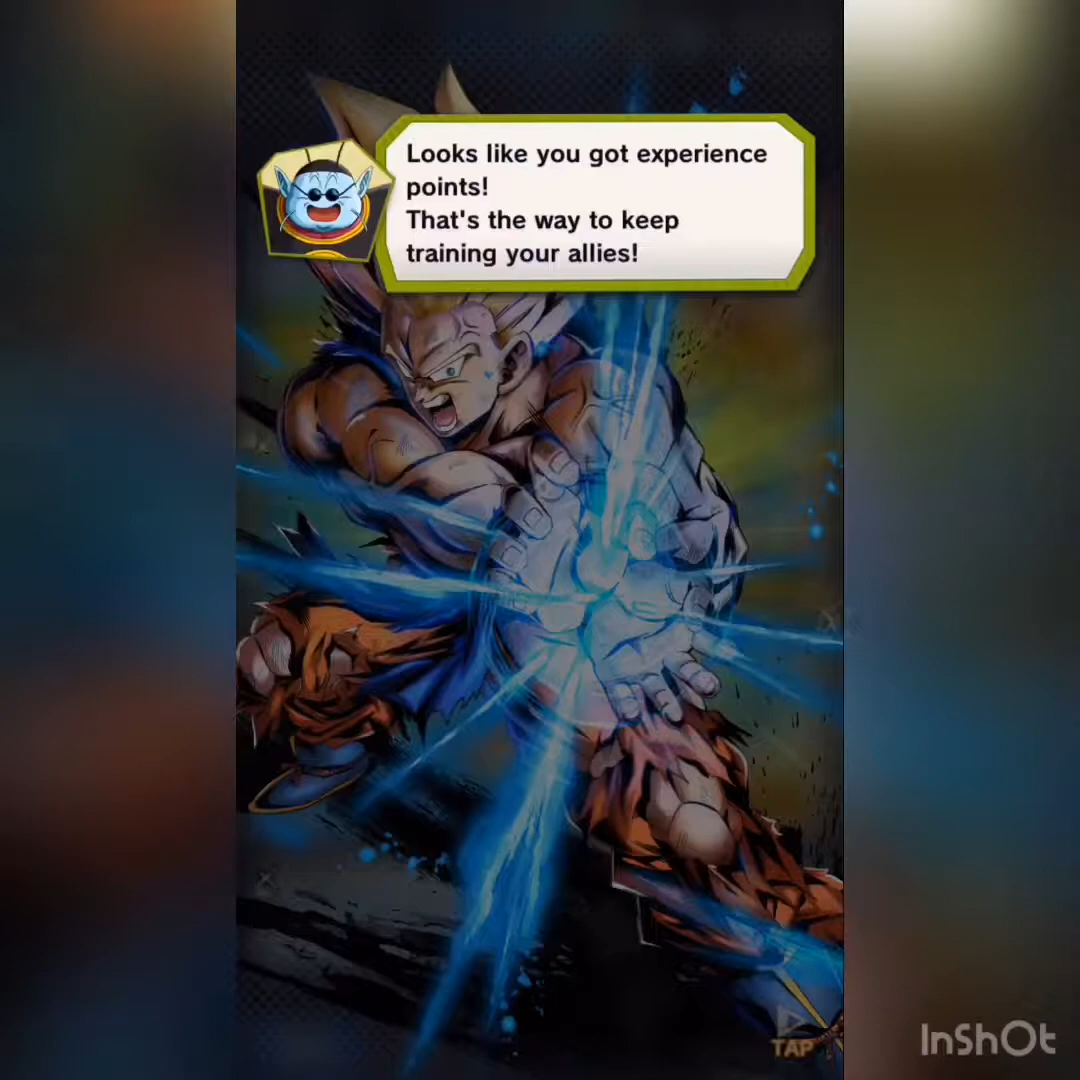 Looks like you got experience
points!
That's the way to keep
training your allies!
TAP
InShOt